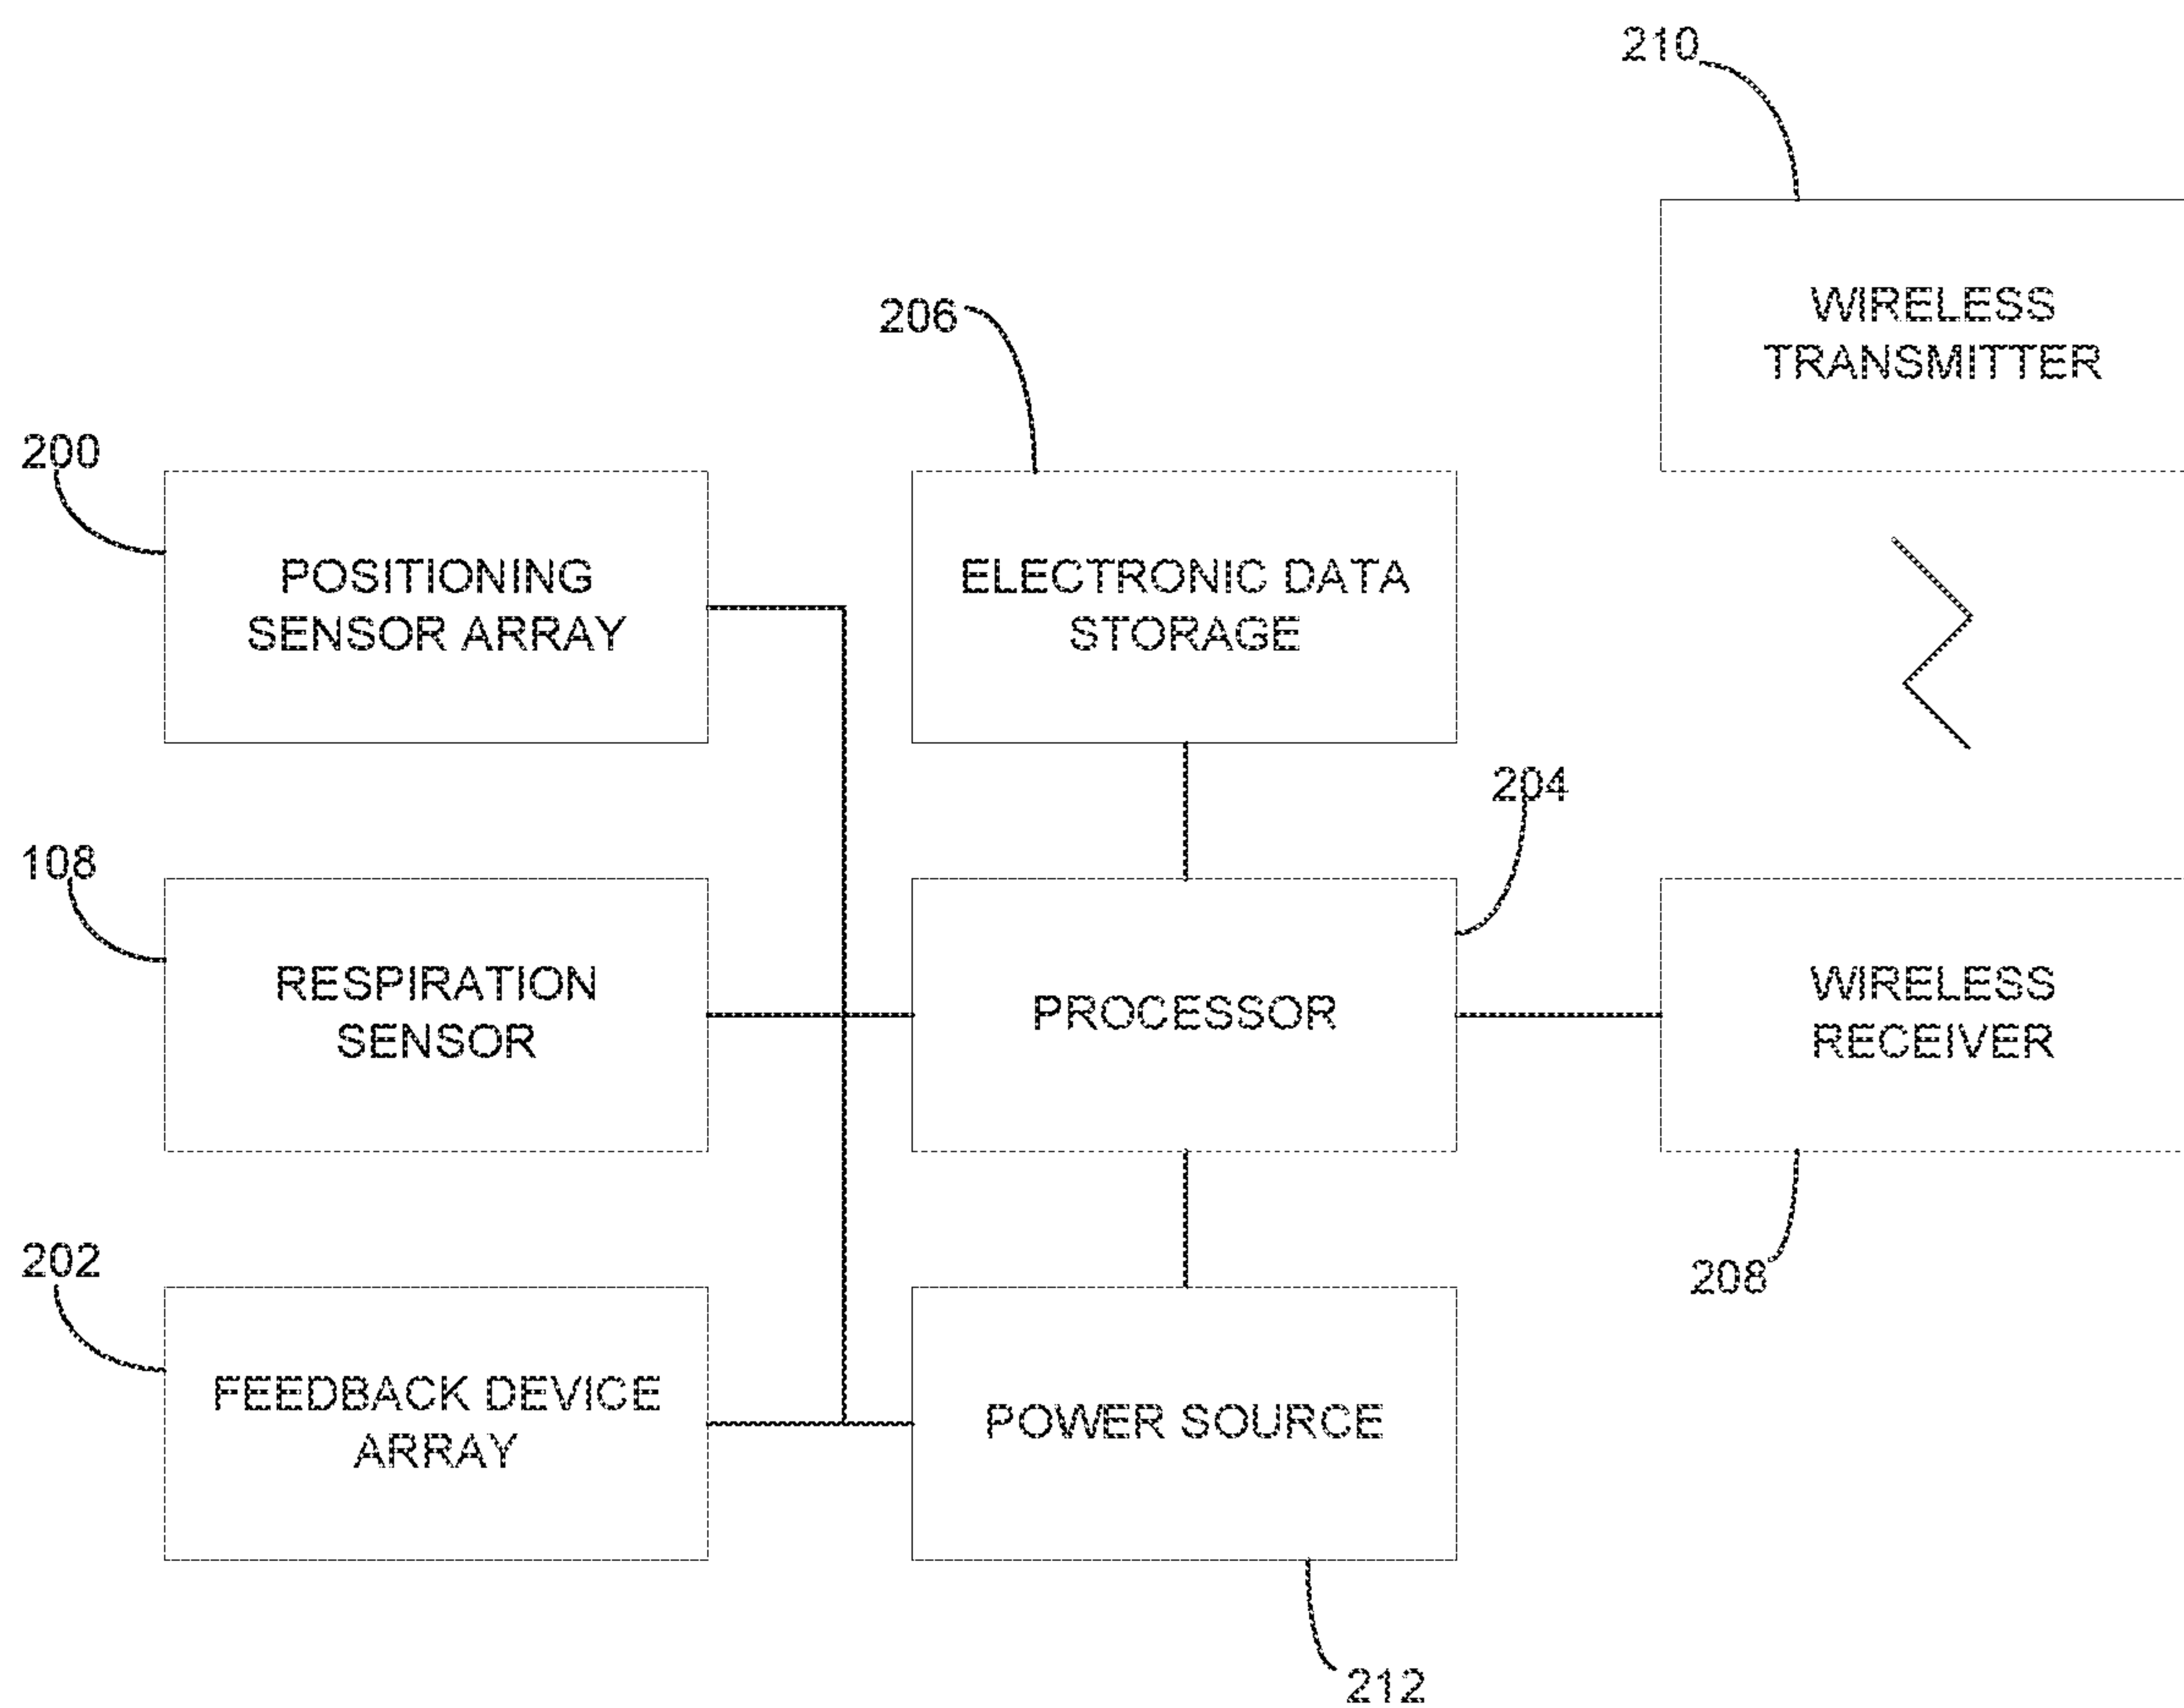 210
WIRELESS
TRANSMITTER
206
200
POSITIONING
SENSOR ARRAY
ELECTRONIC DATA
STORAGE
204
108
RESPIRATION
SENSOR
PROCESSOR
WIRELESS
RECEIVER
202
208
FEEDBACK DEVICE
ARRAY
POWER SOURCE
212